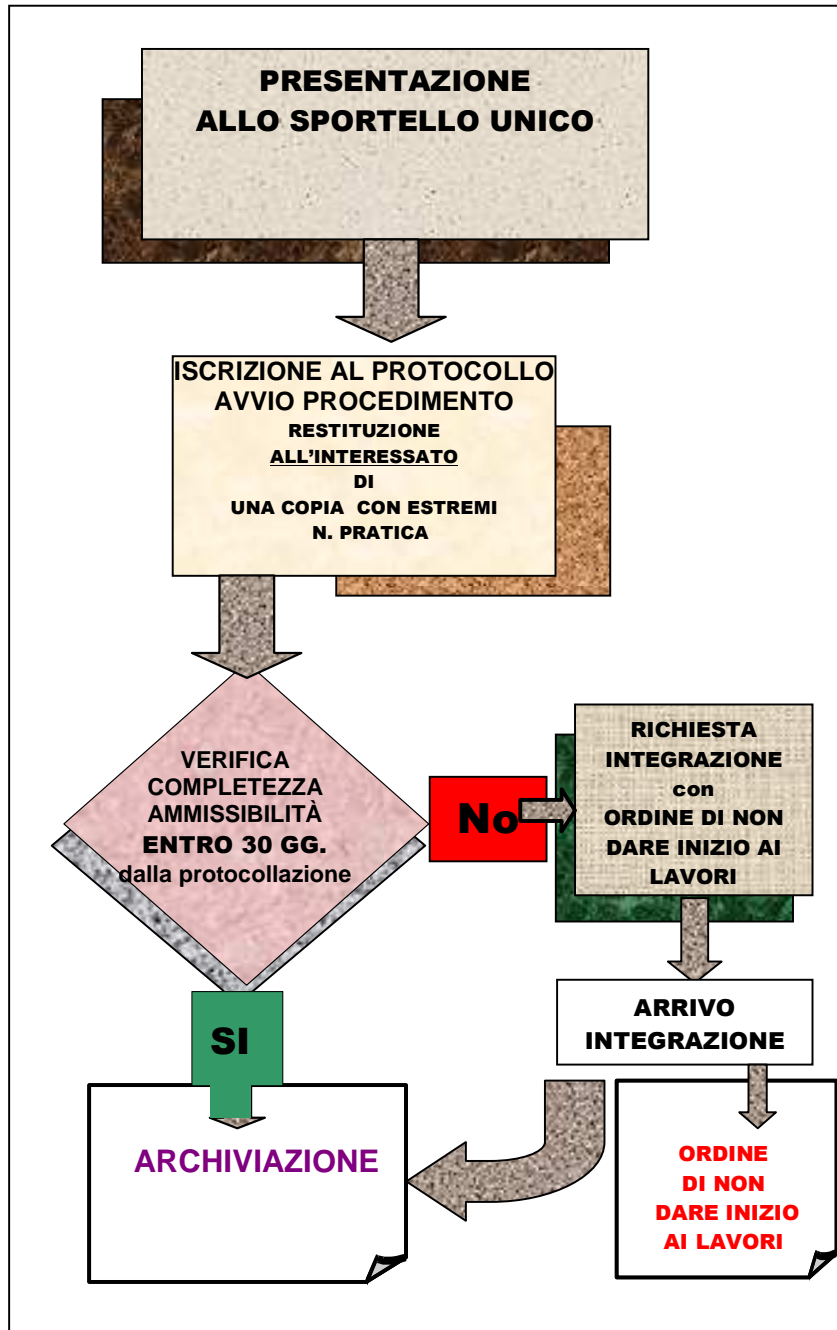 PRESENTAZIONE
ALLO SPORTELLO UNICO
ISCRIZIONE AL PROTOCOLLO
AVVIO PROCEDIMENTO
RESTITUZIONE
ALL'INTERESSATO
DI
UNA COPIA CON ESTREMI
N. PRATICA
VERIFICA
COMPLETEZZA
AMMISSIBILITÀ
ENTRO 30 GG.
dalla protocollazione
No
RICHIESTA
INTEGRAZIONE
con
ORDINE DI NON
DARE INIZIO AI
LAVORI
ARRIVO
INTEGRAZIONE
SI
ARCHIVIAZIONE
ORDINE
DI NON
DARE INIZIO
AI LAVORI